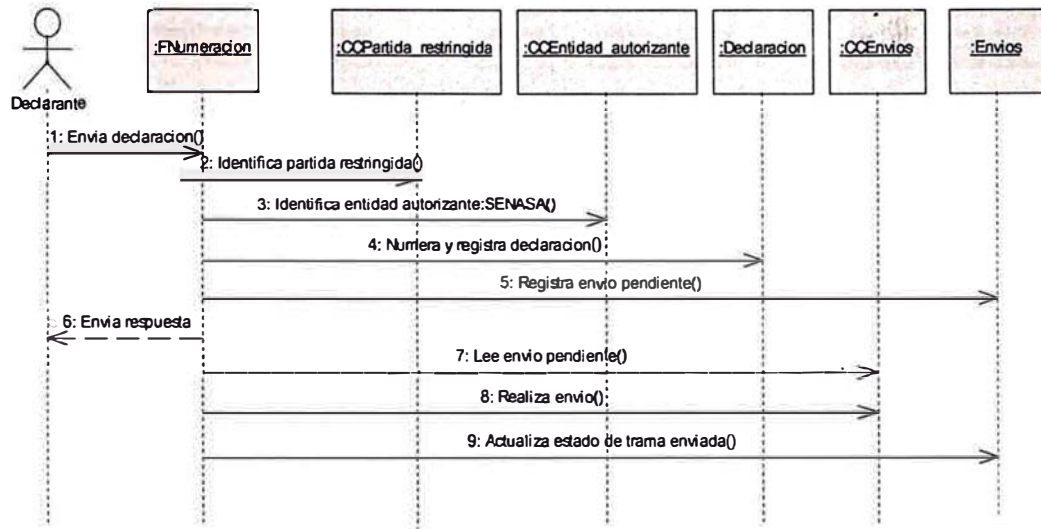 :FNumeracion
:CCPartida restringida
:CCEntidad autorizante
:Declaracion
:CCEnvios
:Envios
Declarante
1: Envia declaracion()
2: Identifica partida restringida()
3: Identifica entidad autorizante:SENASA()
4: Numera y registra declaracion()
5: Registra envio pendiente()
6: Envia respuesta
7: Lee envio pendiente()
8: Realiza envio()
9: Actualiza estado de trama enviada()